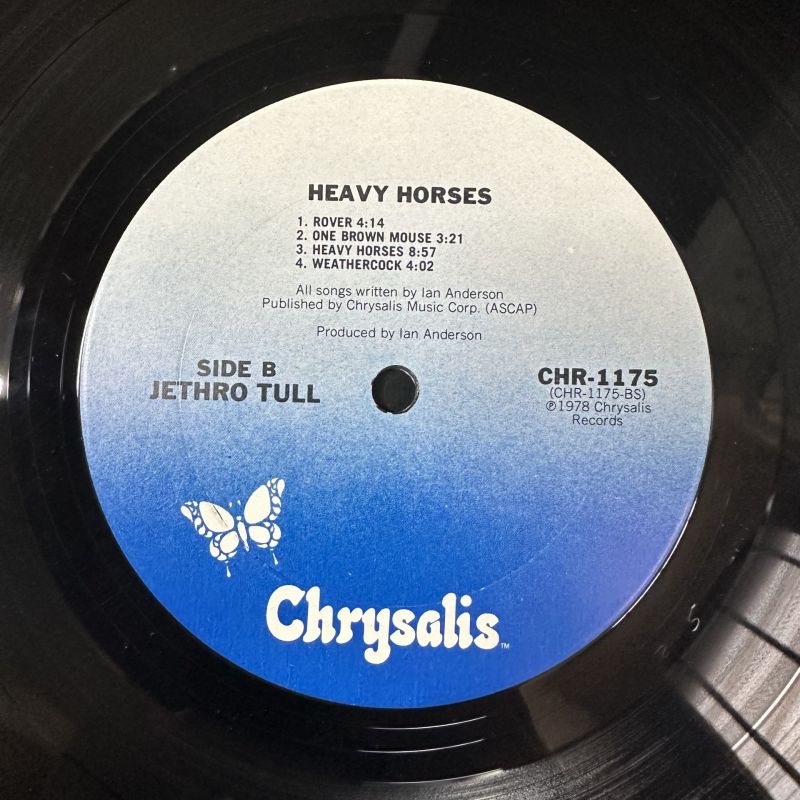 HEAVY HORSES
1. ROVER 4:14
2. ONE BROWN MOUSE 3:21
3. HEAVY HORSES 8:57
4. WEATHERCOCK 4:02
All songs written by Ian Anderson
Published by Chrysalis Music Corp. (ASCAP)
Produced by Ian Anderson
SIDE B
JETHRO TULL
CHR-1175
(CHR-1175-BS)
℗1978 Chrysalis
Records
Chrysalis™